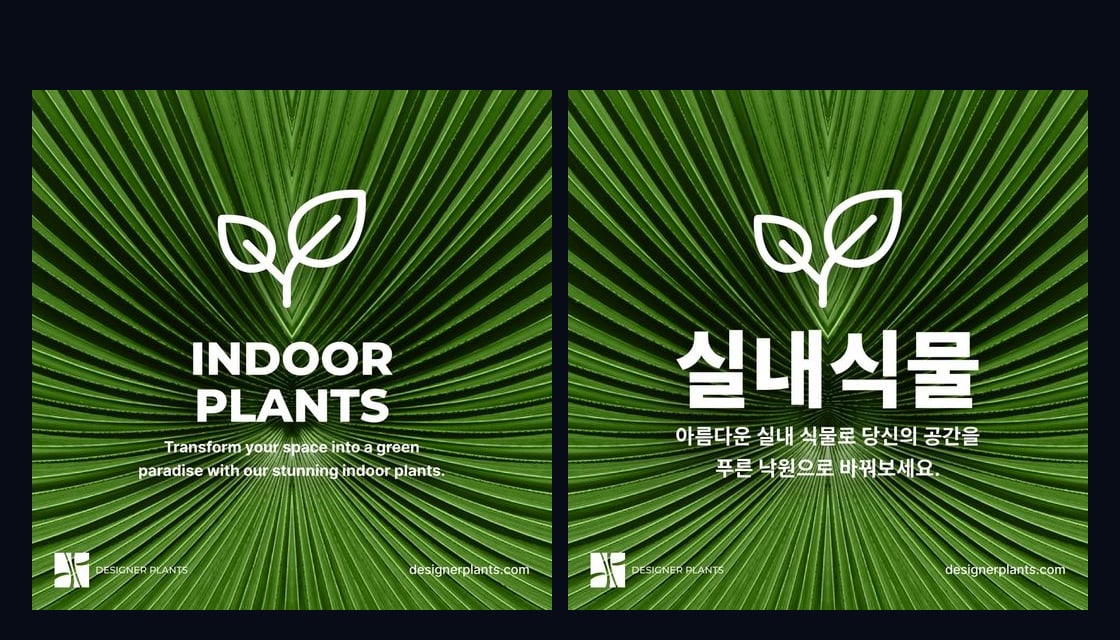 INDOOR
PLANTS
Transform your space into a green
paradise with our stunning indoor plants.
DESIGNER PLANTS
designerplants.com
실내식물
아름다운 실내 식물로 당신의 공간을
푸른 낙원으로 바꿔보세요.
DESIGNER PLANTS
designerplants.com